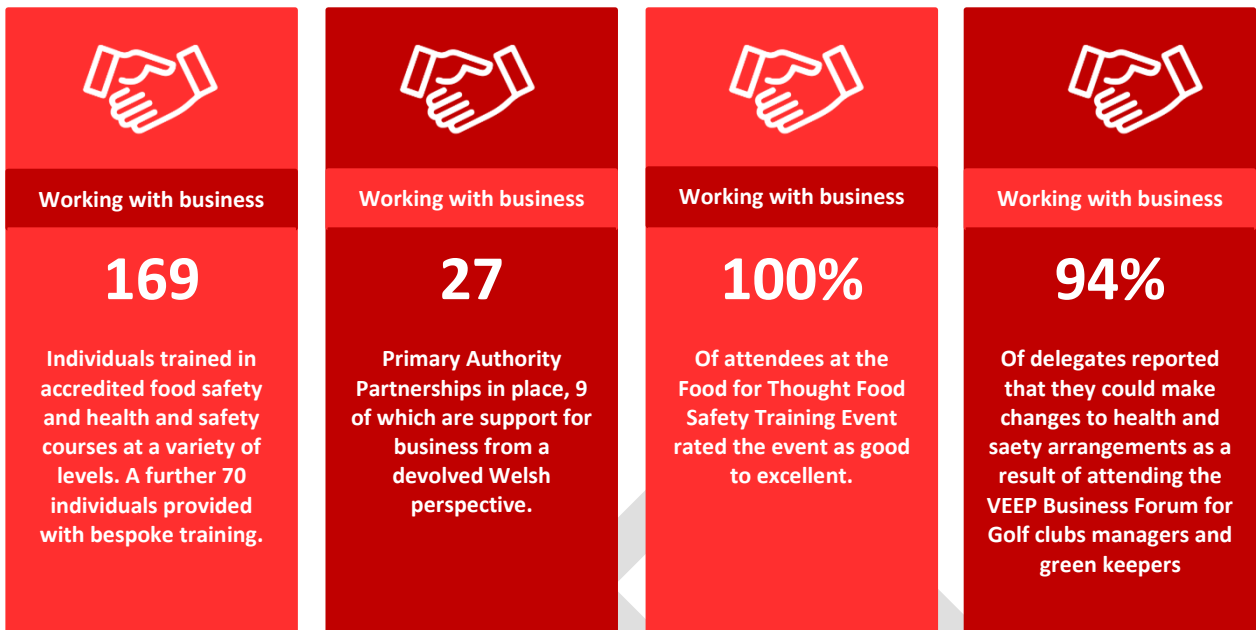 Working with business
169
Individuals trained in
accredited food safety
and health and safety
courses at a variety of
levels. A further 70
individuals provided
with bespoke training.
Working with business
27
Primary Authority
Partnerships in place, 9
of which are support for
business from a
devolved Welsh
perspective.
Working with business
100%
Of attendees at the
Food for Thought Food
Safety Training Event
rated the event as good
to excellent.
Working with business
94%
Of delegates reported
that they could make
changes to health and
saety arrangements as a
result of attending the
VEEP Business Forum for
Golf clubs managers and
green keepers